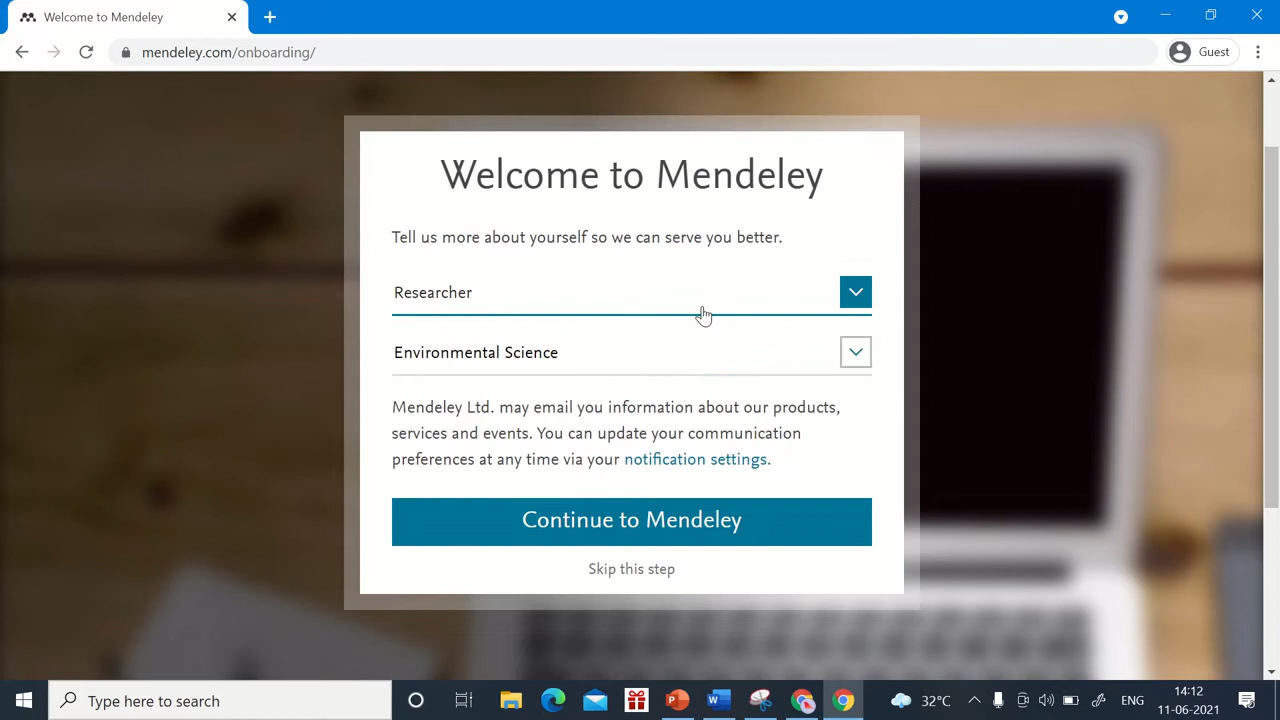 Welcome to Mendeley
mendeley.com/onboarding/
Guest
Welcome to Mendeley
Tell us more about yourself so we can serve you better.
Researcher
Environmental Science
Mendeley Ltd. may email you information about our products,
services and events. You can update your communication
preferences at any time via your notification settings.
Continue to Mendeley
Skip this step
Type here to search
32°C
ENG
14:12
11-06-2021